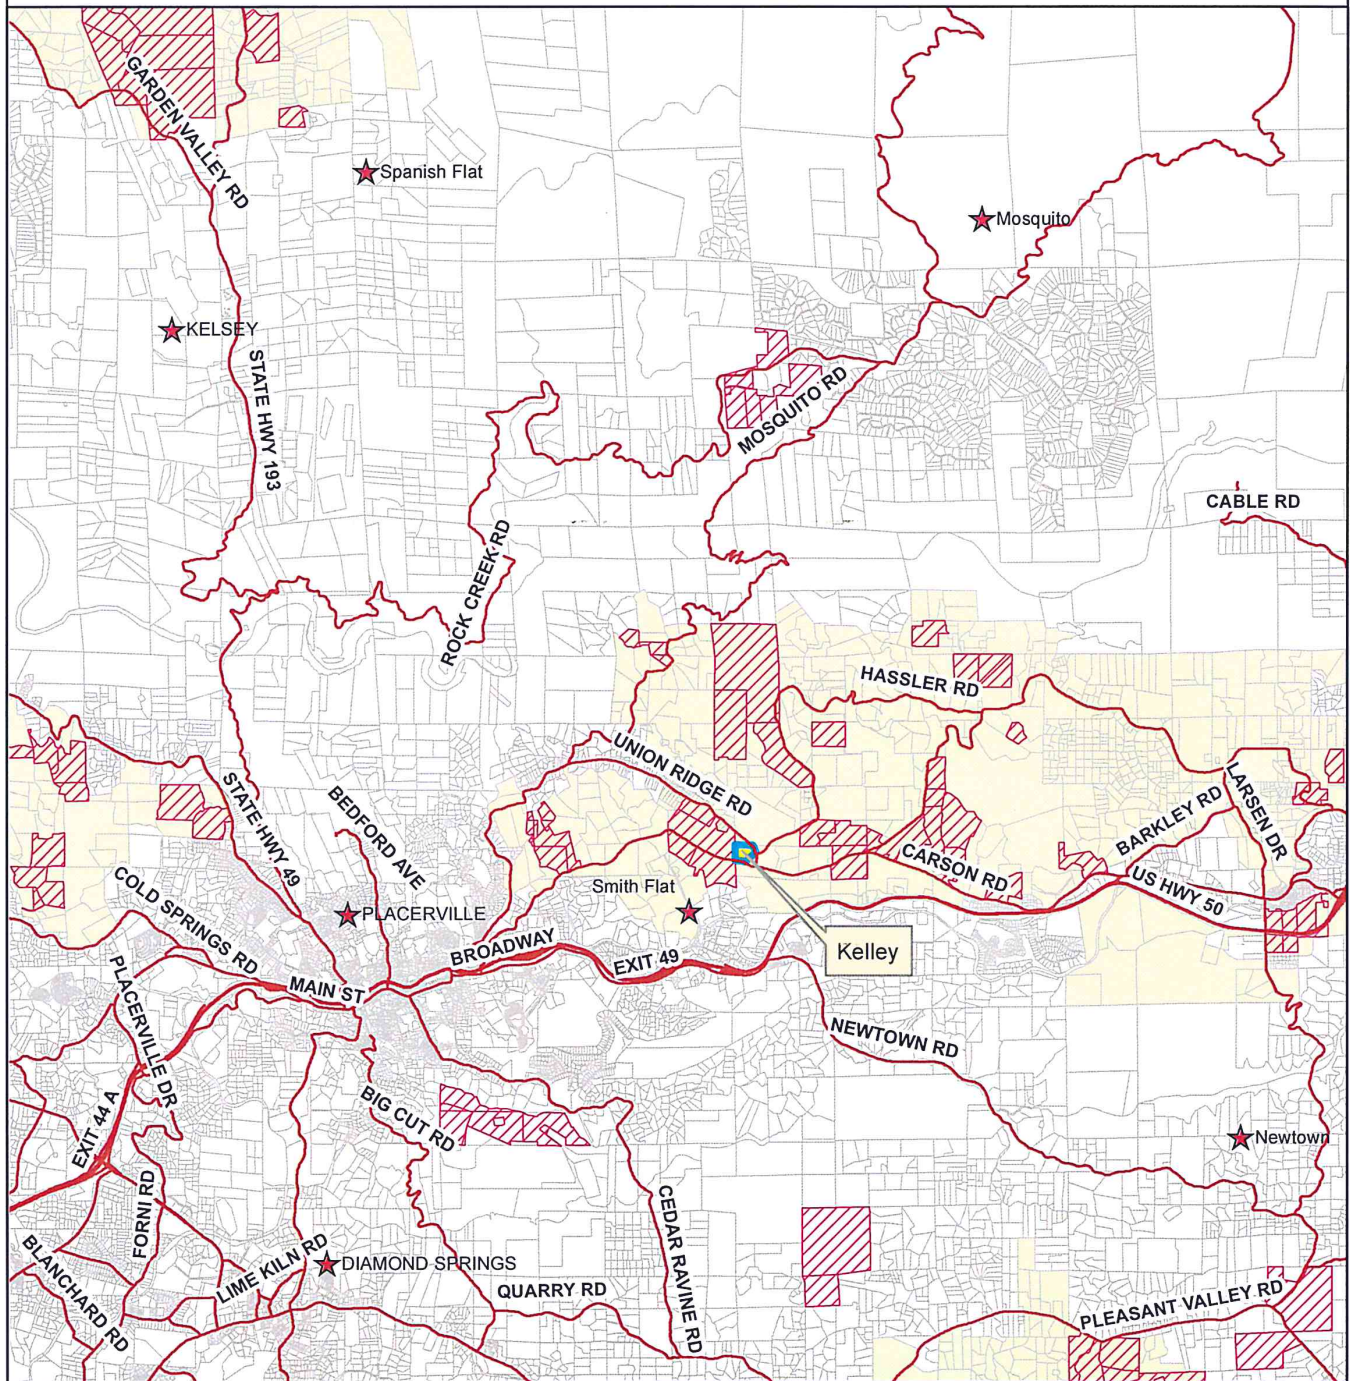 GARDEN VALLEY RD
Spanish Flat
Mosquito
KELSEY
STATE HWY 193
MOSQUITO RD
CABLE RD
ROCK CREEK RD
HASSLER RD
UNION RIDGE RD
STATE HWY 49
BEDFORD AVE
LARSEN DR
BARKLEY RD
CARSON RD
US HWY 50
COLD SPRINGS RD
Smith Flat
PLACERVILLE
BROADWAY
EXIT 49
Kelley
MAIN ST
PLACERVILLE DR
NEWTOWN RD
BIG CUT RD
EXIT 44 A
Newtown
FORNI RD
CEDAR RAVINE RD
BLANCHARD RD
LIME KILN RD
DIAMOND SPRINGS
QUARRY RD
PLEASANT VALLEY RD